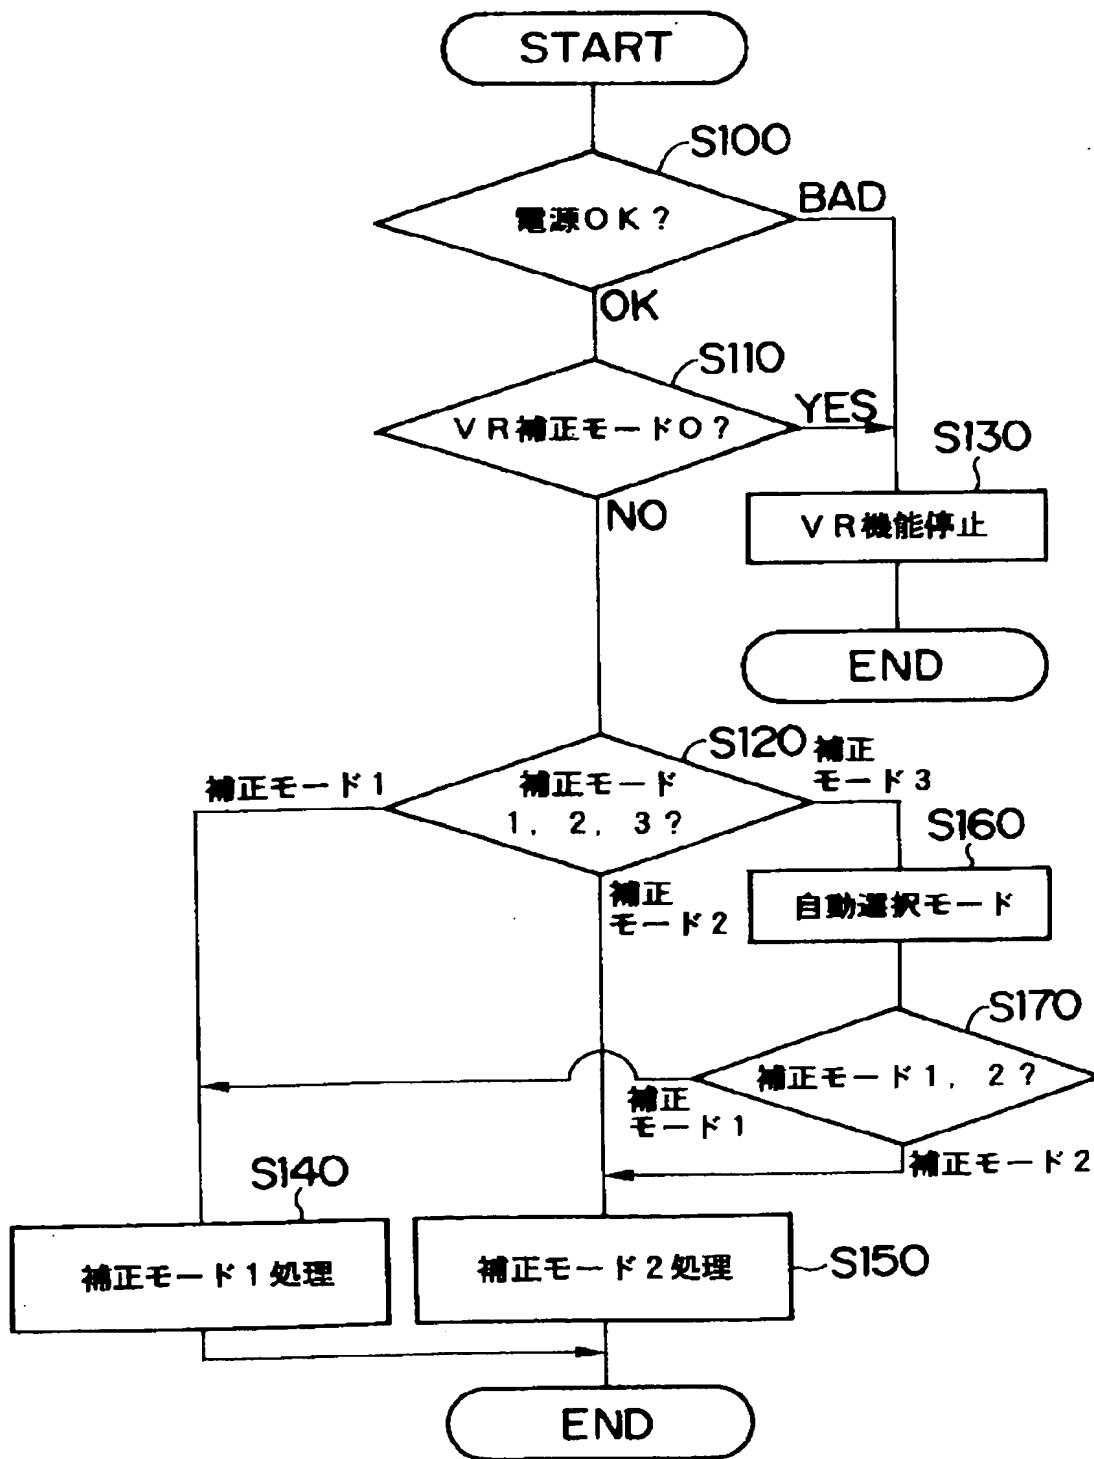 START
S100
電源OK?
BAD
OK
S110
VR補正モード0?
YES
NO
S130
VR機能停止
END
S120
補正モード1
補正モード
1, 2, 3?
補正
モード3
補正
モード2
S160
自動選択モード
S170
補正モード1, 2?
補正
モード1
補正モード2
S140
補正モード1処理
補正モード2処理
S150
END